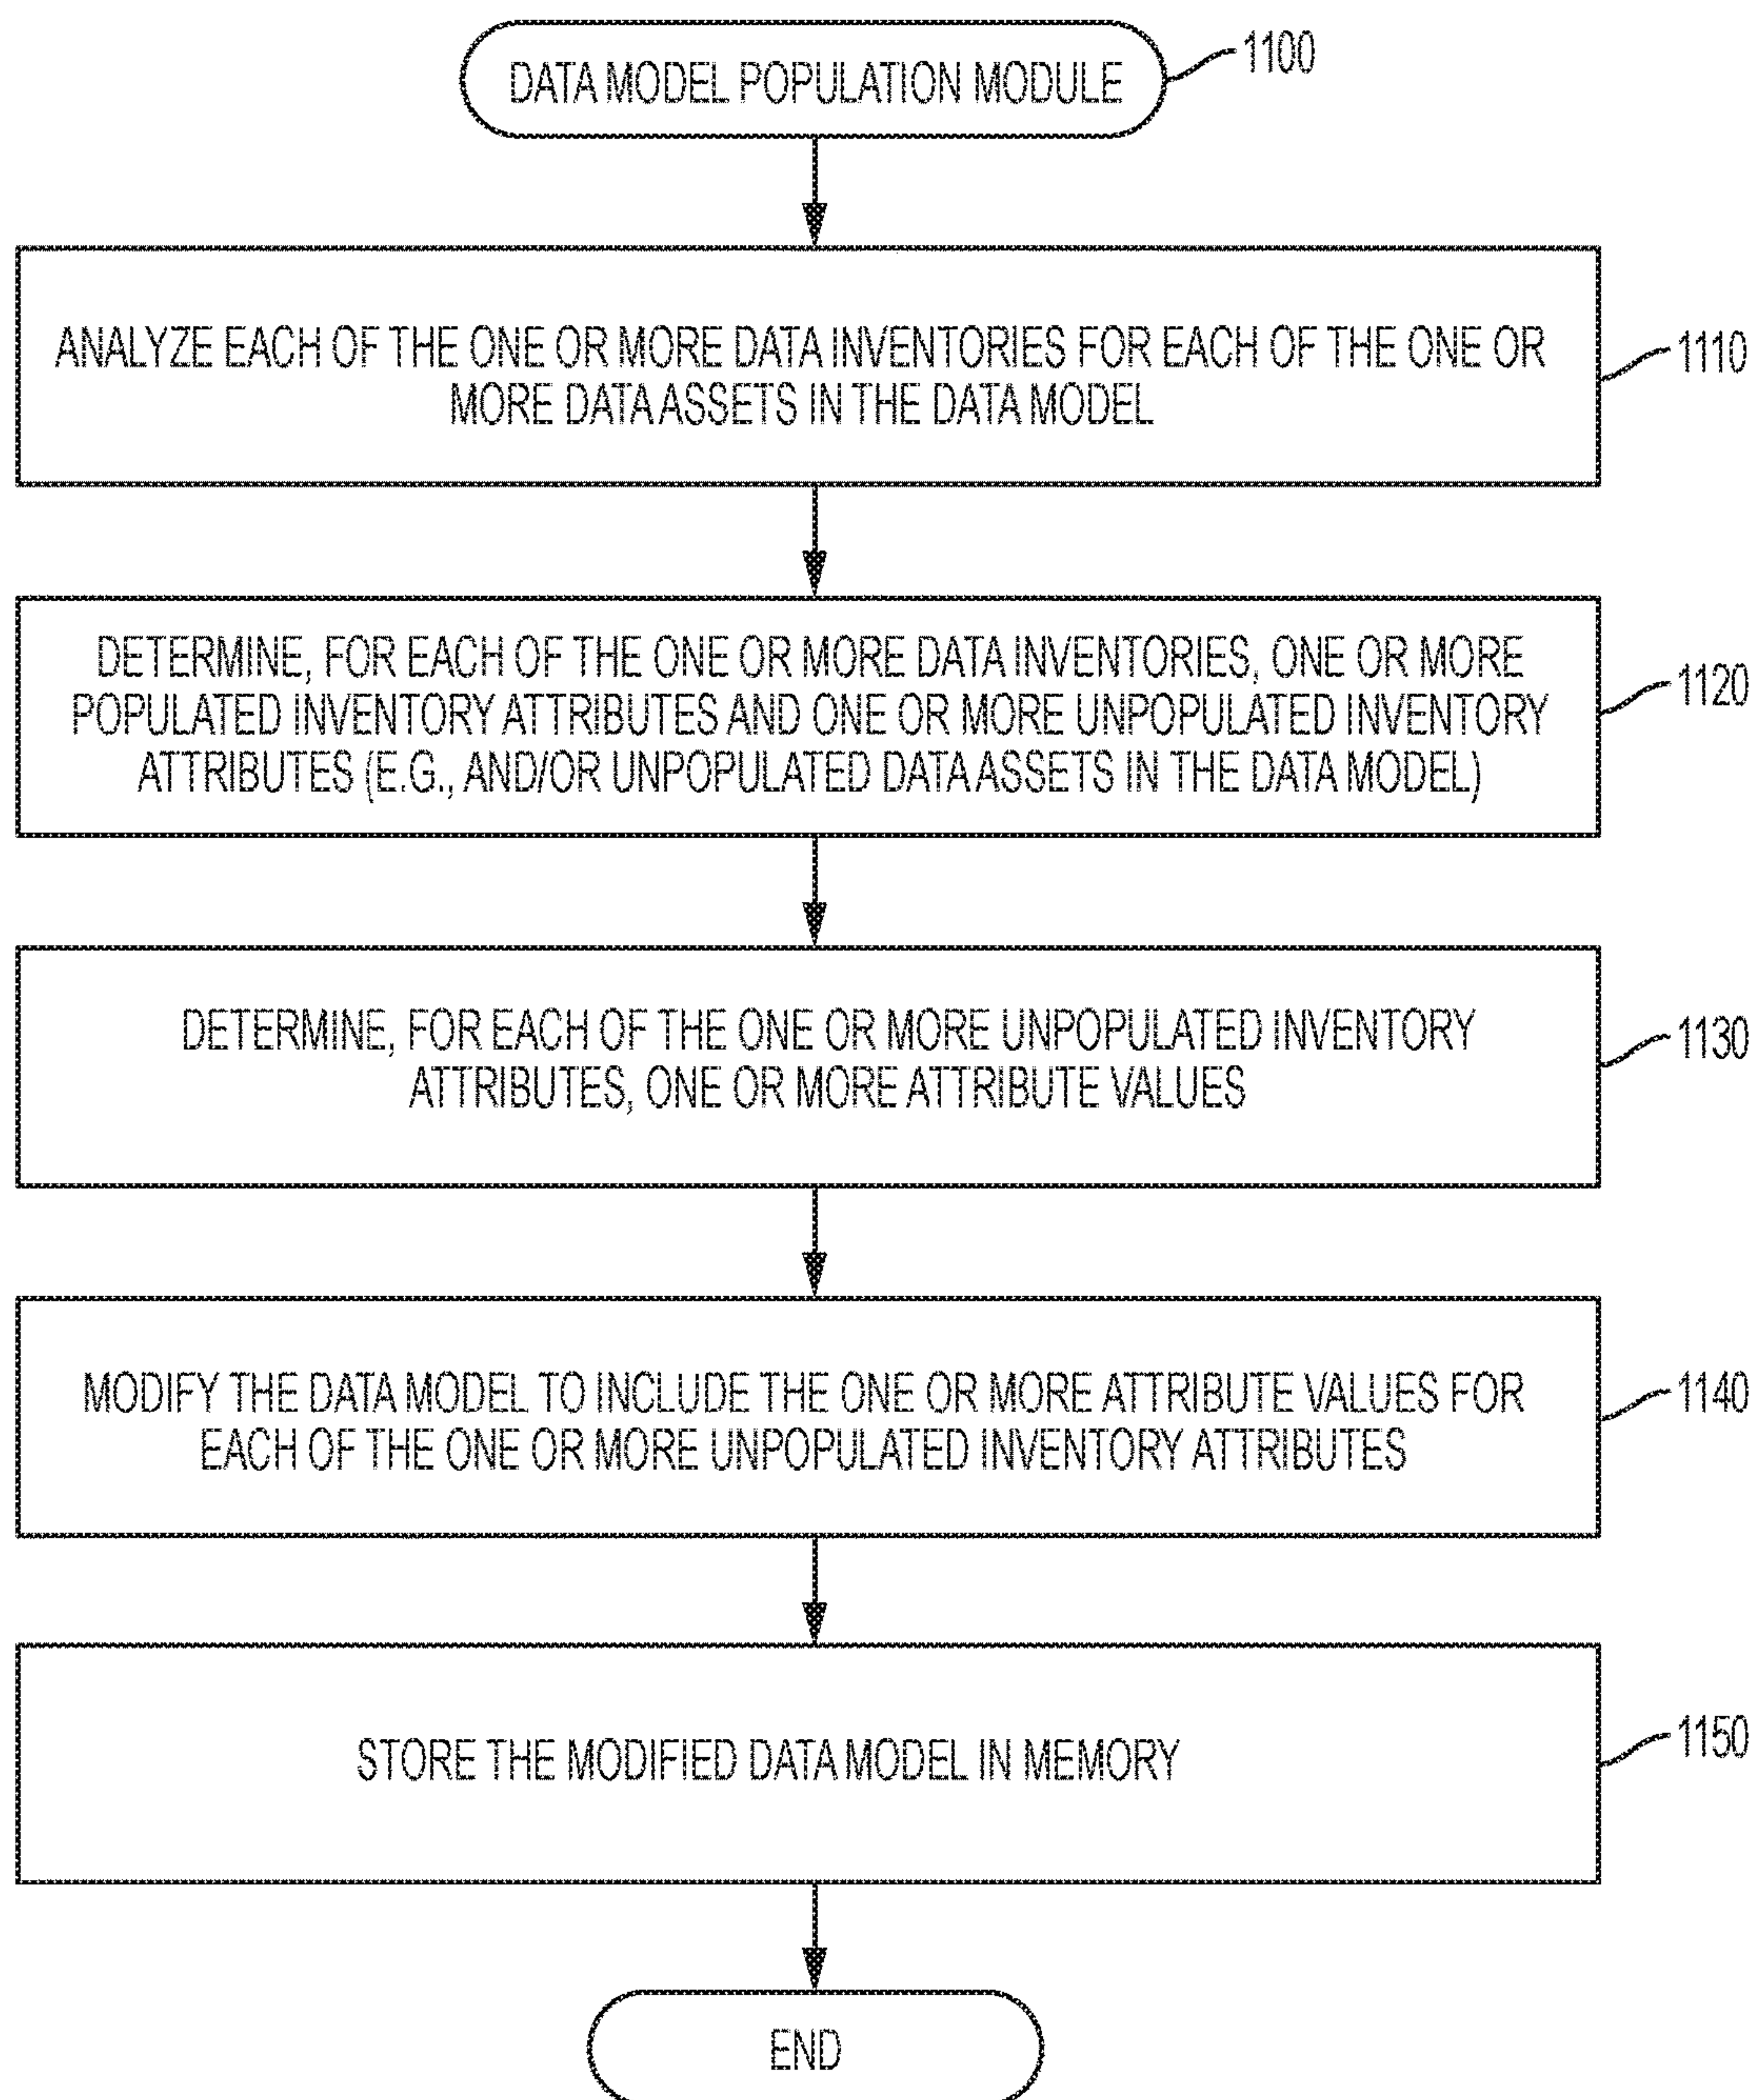 DATA MODEL POPULATION MODULE
1100
ANALYZE EACH OF THE ONE OR MORE DATA INVENTORIES FOR EACH OF THE ONE OR
MORE DATA ASSETS IN THE DATA MODEL
1110
DETERMINE, FOR EACH OF THE ONE OR MORE DATA INVENTORIES, ONE OR MORE
POPULATED INVENTORY ATTRIBUTES AND ONE OR MORE UNPOPULATED INVENTORY
ATTRIBUTES (E.G., AND/OR UNPOPULATED DATA ASSETS IN THE DATA MODEL)
1120
DETERMINE, FOR EACH OF THE ONE OR MORE UNPOPULATED INVENTORY
ATTRIBUTES, ONE OR MORE ATTRIBUTE VALUES
1130
MODIFY THE DATA MODEL TO INCLUDE THE ONE OR MORE ATTRIBUTE VALUES FOR
EACH OF THE ONE OR MORE UNPOPULATED INVENTORY ATTRIBUTES
1140
STORE THE MODIFIED DATA MODEL IN MEMORY
1150
END